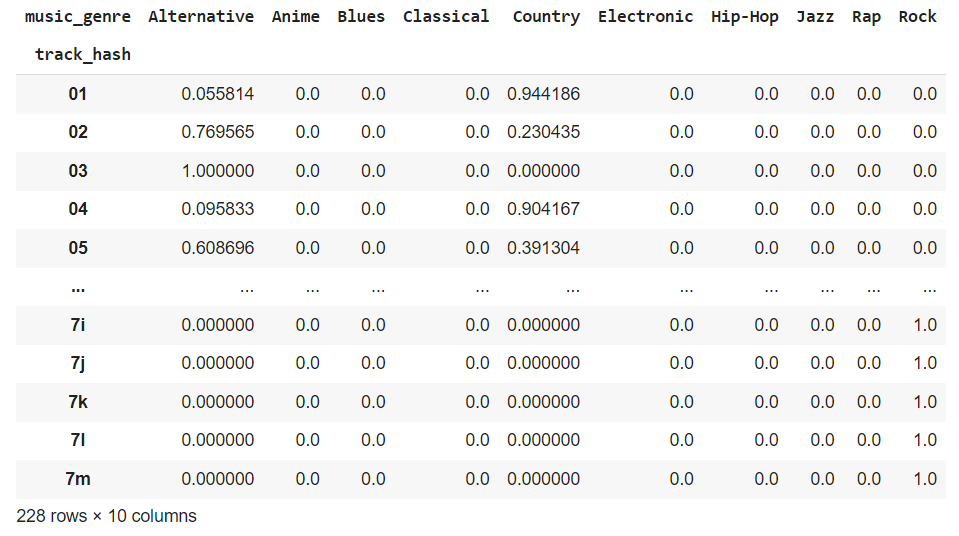 music_genre Alternative Anime Blues Classical Country Electronic Hip-Hop Jazz Rap Rock
track_hash
01 0.055814 0.0 0.0 0.0 0.944186 0.0 0.0 0.0 0.0 0.0
02 0.769565 0.0 0.0 0.0 0.230435 0.0 0.0 0.0 0.0 0.0
03 1.000000 0.0 0.0 0.0 0.000000 0.0 0.0 0.0 0.0 0.0
04 0.095833 0.0 0.0 0.0 0.904167 0.0 0.0 0.0 0.0 0.0
05 0.608696 0.0 0.0 0.0 0.391304 0.0 0.0 0.0 0.0 0.0
... ... ... ... ... ... ... ... ... ... ...
7i 0.000000 0.0 0.0 0.0 0.000000 0.0 0.0 0.0 0.0 1.0
7j 0.000000 0.0 0.0 0.0 0.000000 0.0 0.0 0.0 0.0 1.0
7k 0.000000 0.0 0.0 0.0 0.000000 0.0 0.0 0.0 0.0 1.0
7l 0.000000 0.0 0.0 0.0 0.000000 0.0 0.0 0.0 0.0 1.0
7m 0.000000 0.0 0.0 0.0 0.000000 0.0 0.0 0.0 0.0 1.0
228 rows × 10 columns